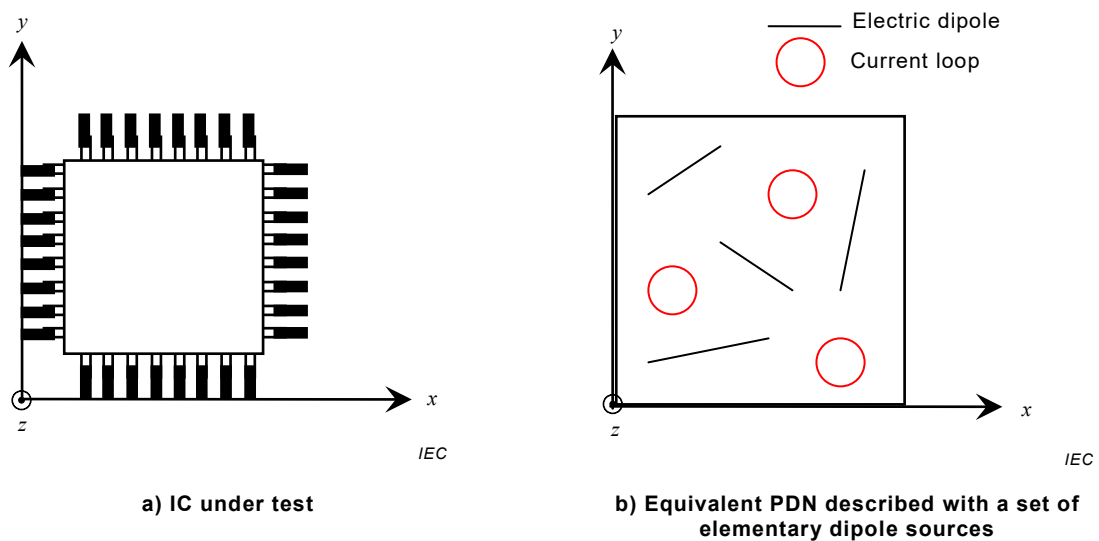 y
x
z
IEC
a) IC under test
Electric dipole
Current loop
y
x
z
IEC
b) Equivalent PDN described with a set of
elementary dipole sources